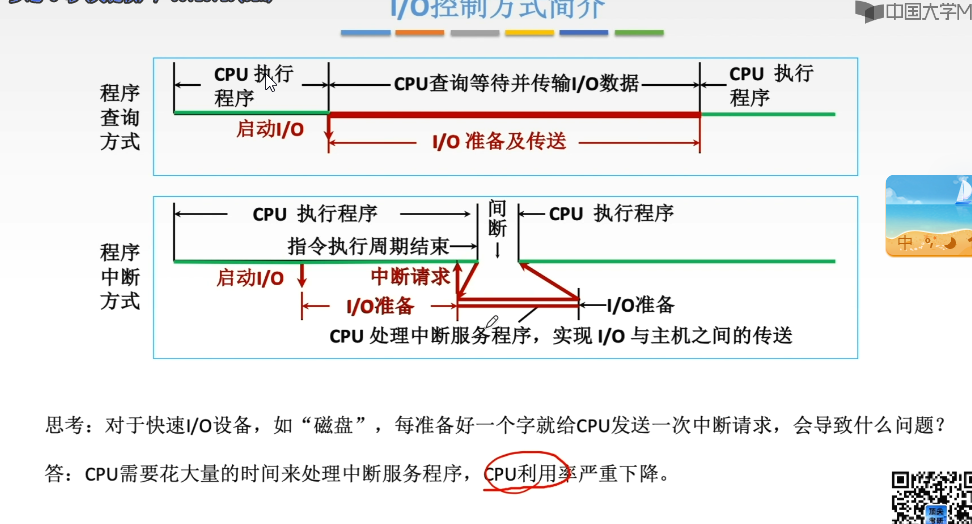 I/O控制方式简介
中国大学M
程序
查询
方式
CPU 执行
程序
CPU查询等待并传输I/O数据
CPU 执行
程序
启动I/O
I/O 准备及传送
程序
中断
方式
CPU 执行程序
间
断
CPU 执行程序
指令执行周期结束
启动I/O
中断请求
I/O准备
I/O准备
CPU 处理中断服务程序，实现 I/O 与主机之间的传送
中
思考：对于快速I/O设备，如“磁盘”，每准备好一个字就给CPU发送一次中断请求，会导致什么问题？
答：CPU需要花大量的时间来处理中断服务程序，CPU利用率严重下降。